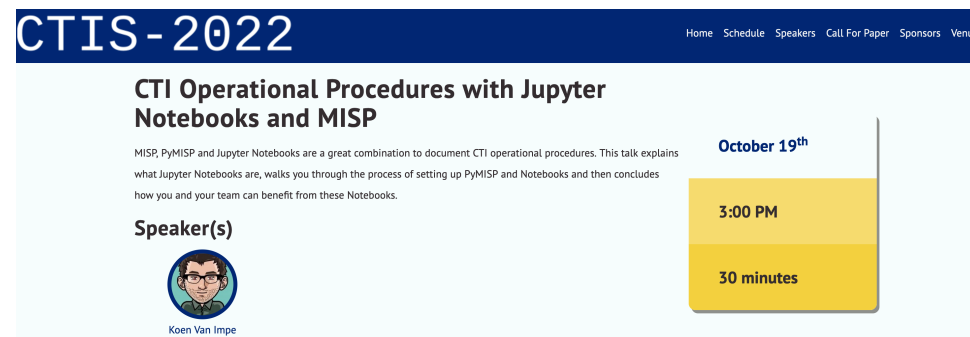 CTIS-2022
Home Schedule Speakers Call For Paper Sponsors
CTI Operational Procedures with Jupyter
Notebooks and MISP
MISP, PyMISP and Jupyter Notebooks are a great combination to document CTI operational procedures. This talk explains
what Jupyter Notebooks are, walks you through the process of setting up PyMISP and Notebooks and then concludes
how you and your team can benefit from these Notebooks.
October 19th
3:00 PM
30 minutes
Speaker(s)
Koen Van Impe